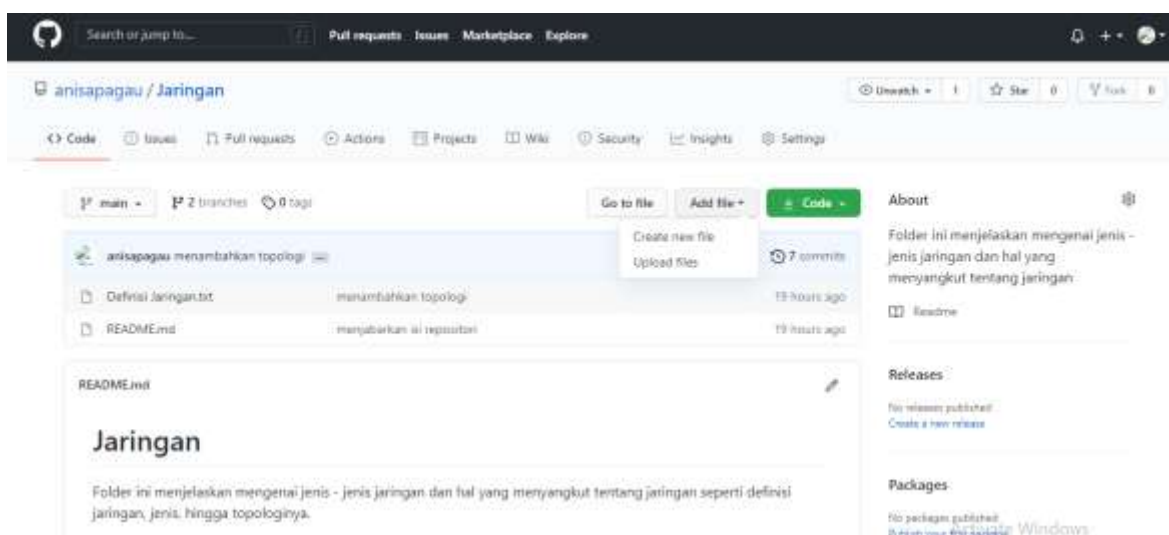 Search or jump to...
Pull requests Issues Marketplace Explore
anisapagau / Jaringan
Unwatch 1 Star 0 Fork 0
Code Issues Pull requests Actions Projects Wiki Security Insights Settings
main 2 branches 0 tags
Go to file Add file Code
Create new file
Upload files
anisapagau menambahkan topologi
7 commits
Definisi Jaringan.txt menambahkan topologi 19 hours ago
README.md menjabarkan isi repositori 19 hours ago
README.md
Jaringan
Folder ini menjelaskan mengenai jenis - jenis jaringan dan hal yang menyangkut tentang jaringan seperti definisi
jaringan, jenis, hingga topologinya.
About
Folder ini menjelaskan mengenai jenis -
jenis jaringan dan hal yang
menyangkut tentang jaringan
Readme
Releases
No releases published
Create a new release
Packages
No packages published
Activate Windows